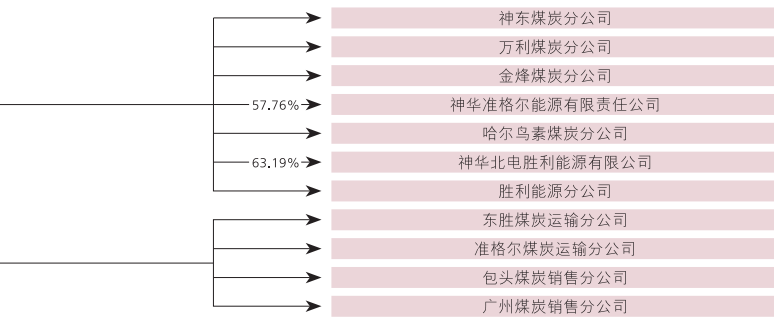 神东煤炭分公司
万利煤炭分公司
金烽煤炭分公司
57.76% 神华准格尔能源有限责任公司
哈尔乌素煤炭分公司
63.19% 神华北电胜利能源有限公司
胜利能源分公司
东胜煤炭运输分公司
准格尔煤炭运输分公司
包头煤炭销售分公司
广州煤炭销售分公司